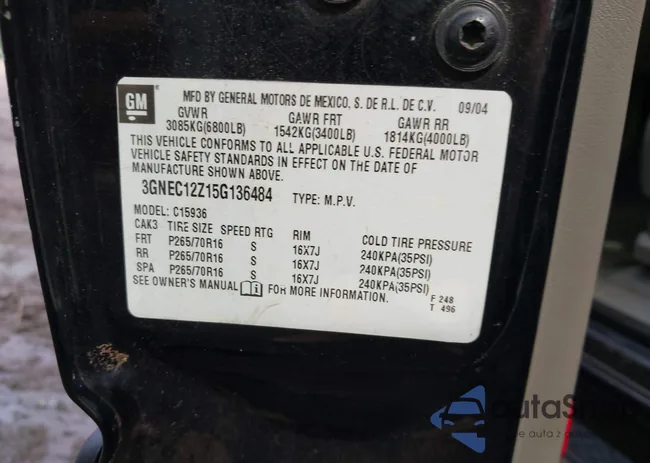 GM
MFD BY GENERAL MOTORS DE MEXICO, S. DE R.L. DE C.V. 09/04
GVWR GAWR FRT GAWR RR
3085KG(6800LB) 1542KG(3400LB) 1814KG(4000LB)
THIS VEHICLE CONFORMS TO ALL APPLICABLE U.S. FEDERAL MOTOR
VEHICLE SAFETY STANDARDS IN EFFECT ON THE DATE OF
MANUFACTURE SHOWN ABOVE.
3GNEC12Z15G136484 TYPE: M.P.V.
MODEL: C15936
CAK3 TIRE SIZE SPEED RTG RIM COLD TIRE PRESSURE
FRT P265/70R16 S 16X7J 240KPA(35PSI)
RR P265/70R16 S 16X7J 240KPA(35PSI)
SPA P265/70R16 S 16X7J 240KPA(35PSI)
SEE OWNER'S MANUAL FOR MORE INFORMATION.
F 248
T 496
autaSho
e auta z